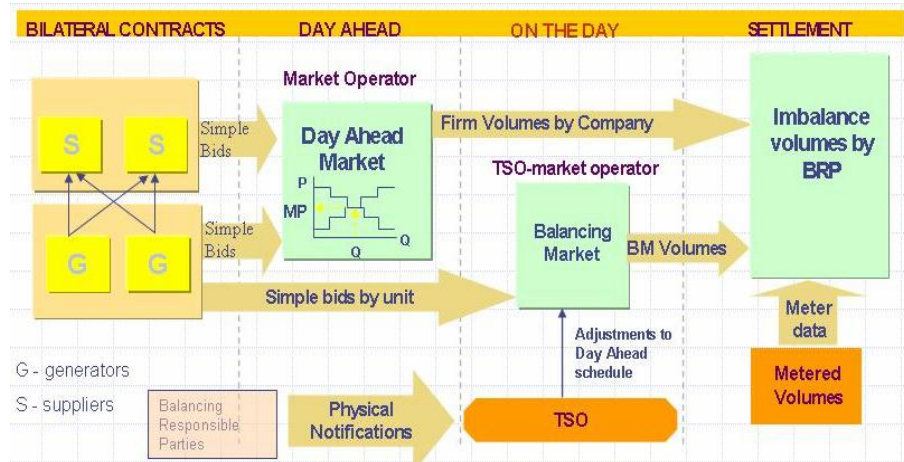 BILATERAL CONTRACTS
DAY AHEAD
ON THE DAY
SETTLEMENT
Market Operator
S
S
Simple
Bids
Day Ahead
Market
P
MP
Q
Q
Firm Volumes by Company
Imbalance
volumes by
BRP
TSO-market operator
G
G
Simple
Bids
Balancing
Market
BM Volumes
Simple bids by unit
Adjustments to
Day Ahead
schedule
Meter
data
G - generators
S - suppliers
Balancing
Responsible
Parties
Physical
Notifications
TSO
Metered
Volumes